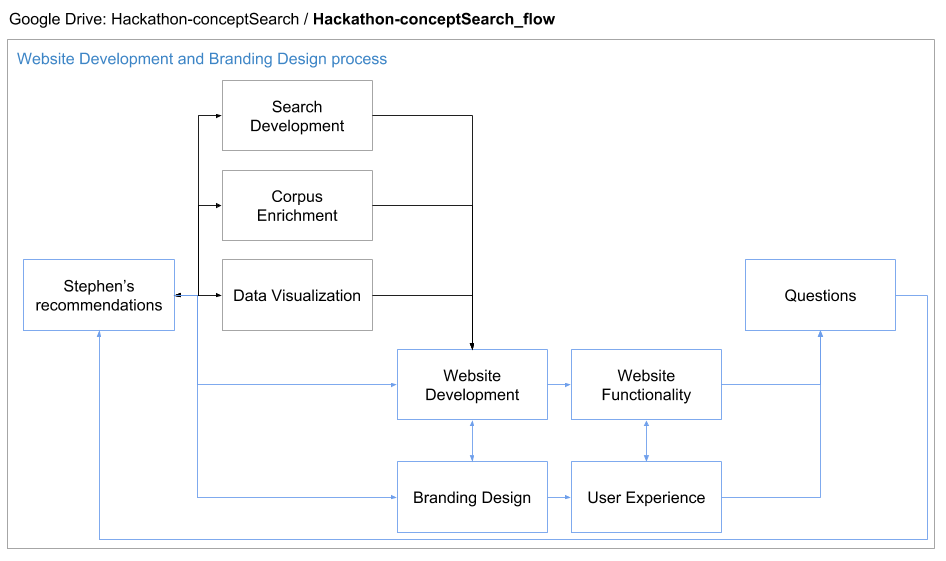 Google Drive: Hackathon-conceptSearch / Hackathon-conceptSearch_flow
Website Development and Branding Design process
Search
Development
Corpus
Enrichment
Stephen’s
recommendations
Data Visualization
Questions
Website
Development
Website
Functionality
Branding Design
User Experience